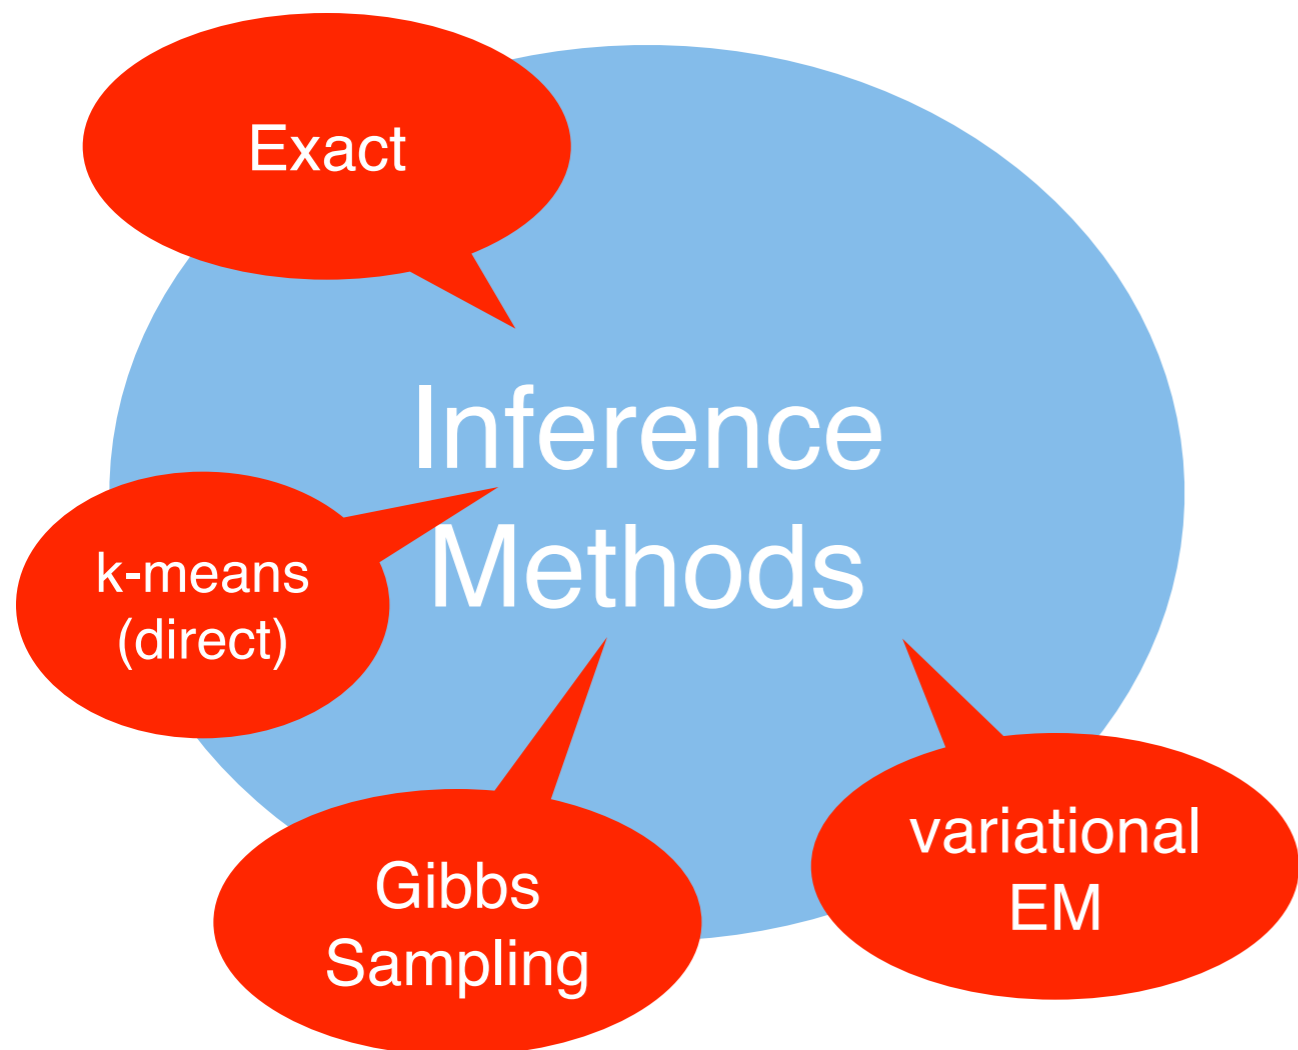 Exact
Inference
Methods
k-means
(direct)
Gibbs
Sampling
variational
EM